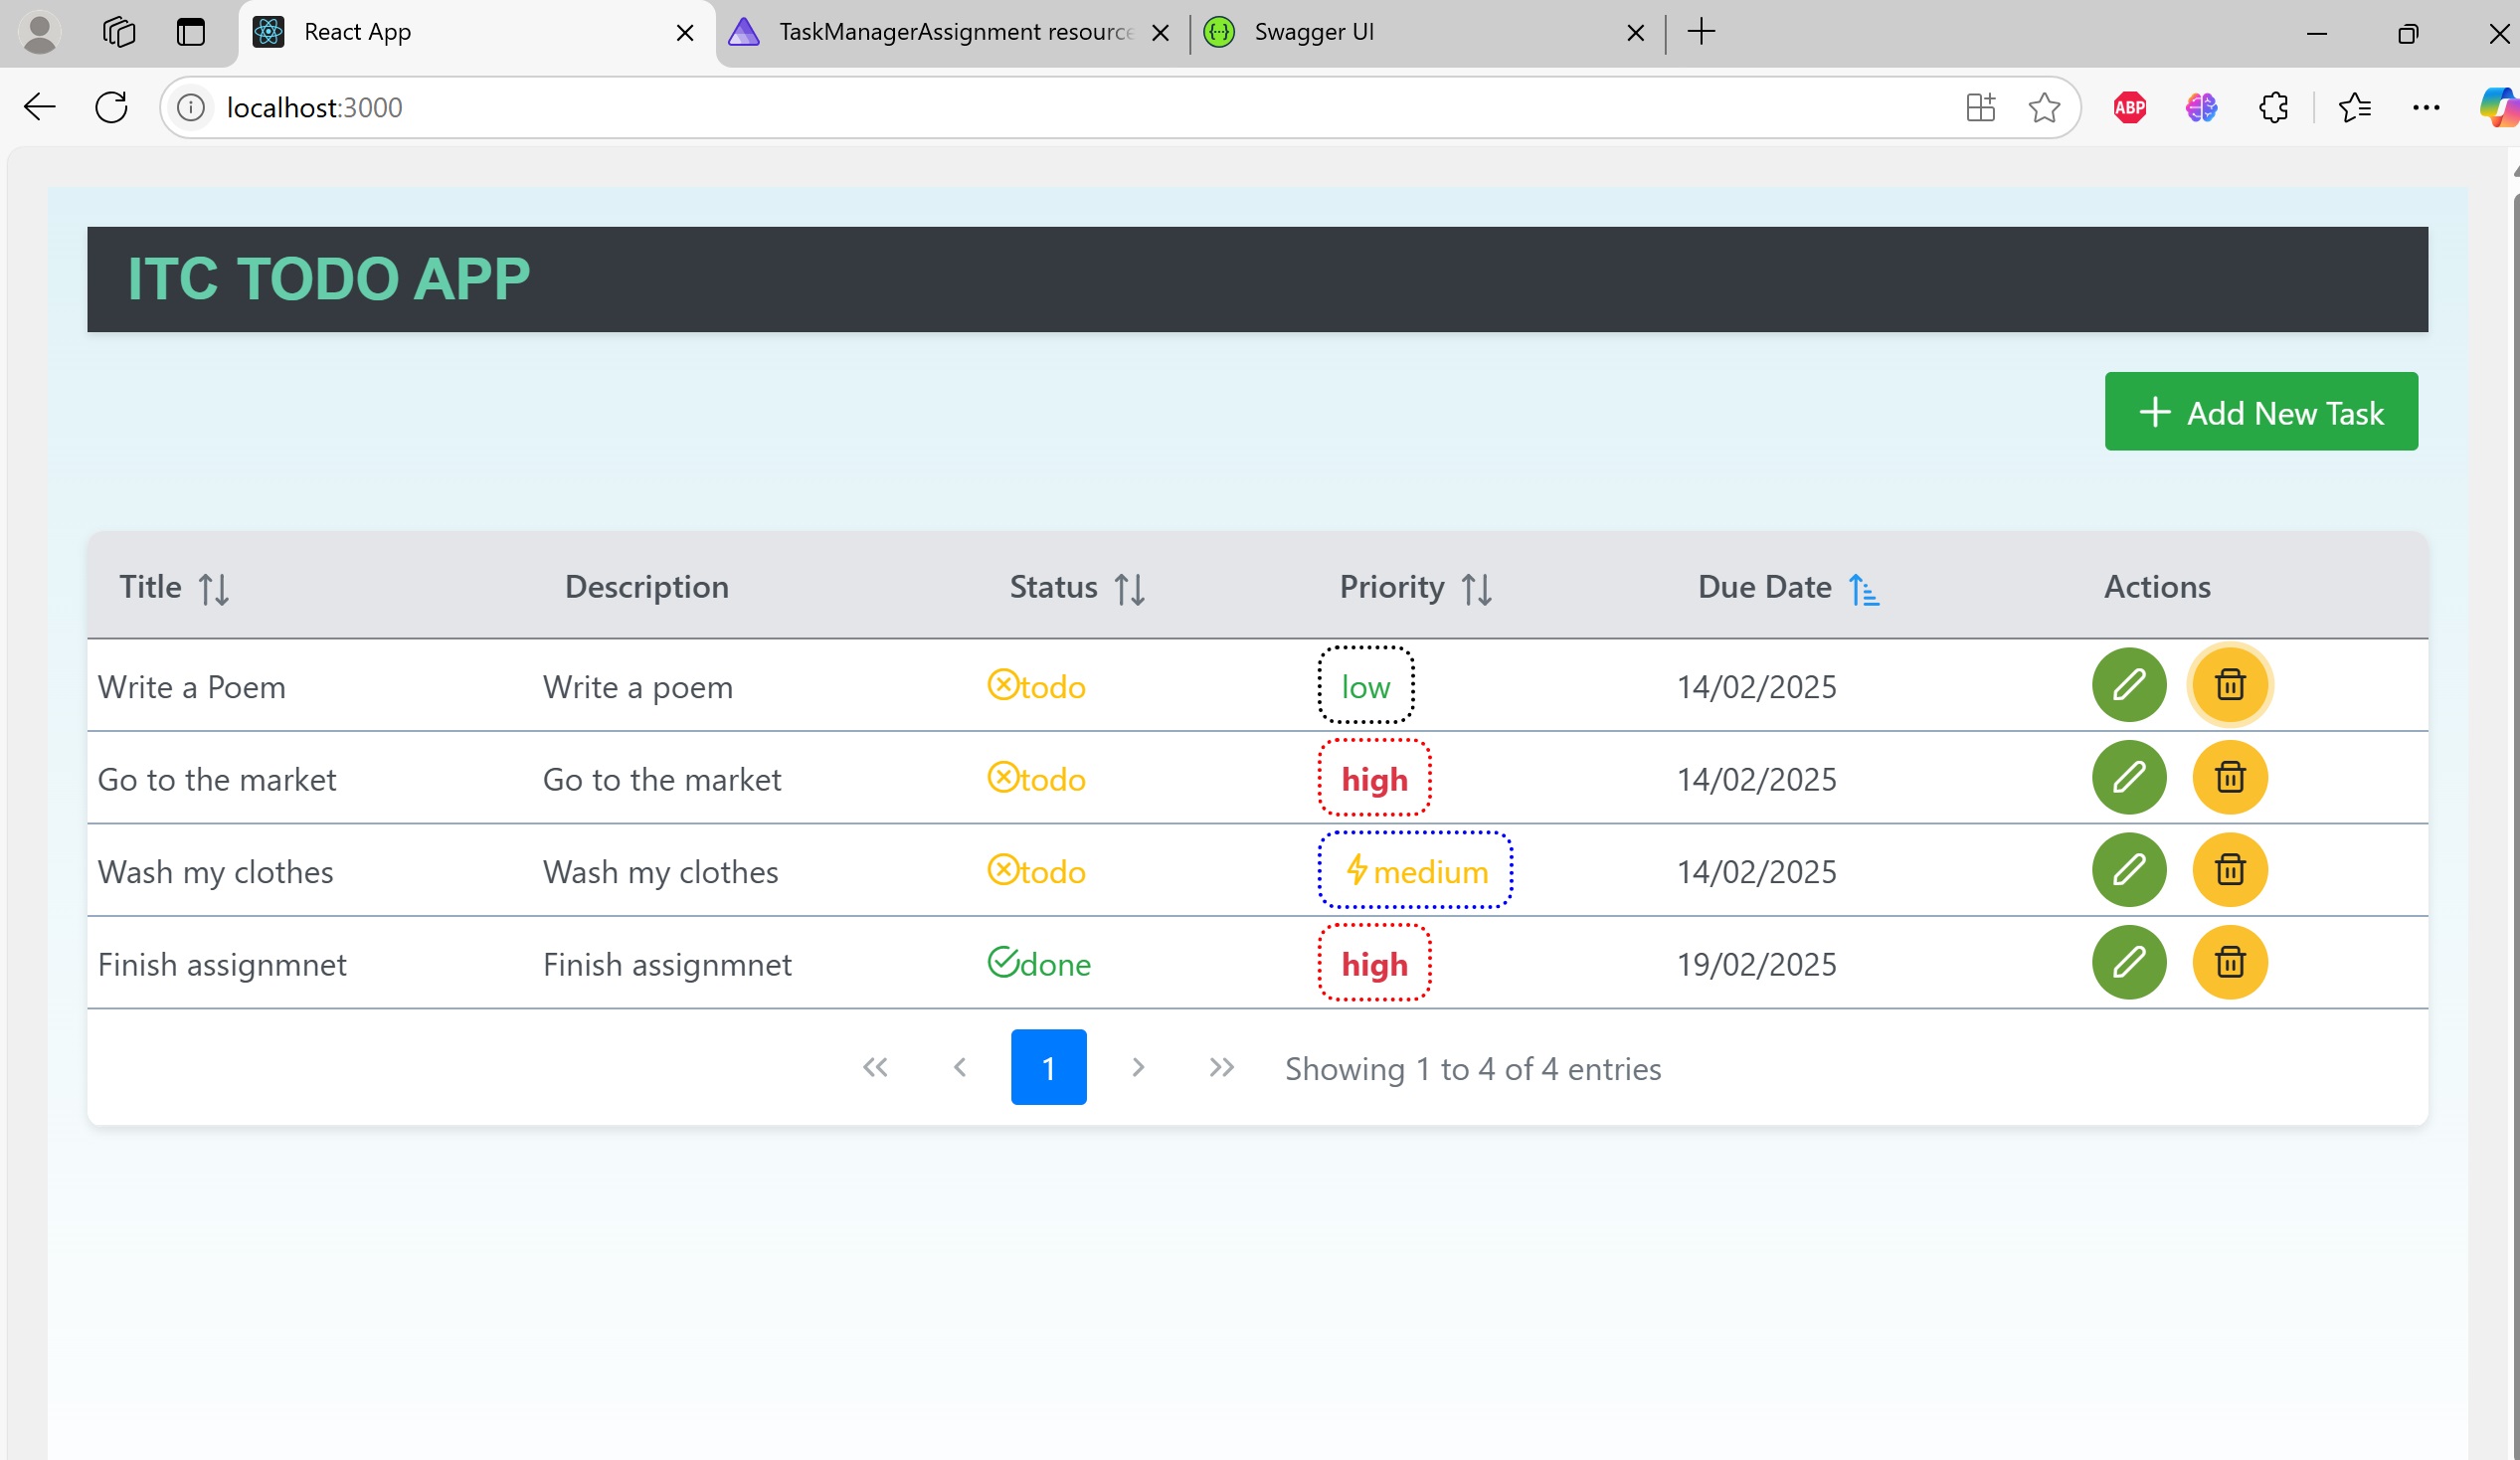 React App
TaskManagerAssignment resource
Swagger UI
localhost:3000
ABP
ITC TODO APP
Add New Task
Title Description Status Priority Due Date Actions
Write a Poem Write a poem todo low 14/02/2025
Go to the market Go to the market todo high 14/02/2025
Wash my clothes Wash my clothes todo medium 14/02/2025
Finish assignmnet Finish assignmnet done high 19/02/2025
1 Showing 1 to 4 of 4 entries